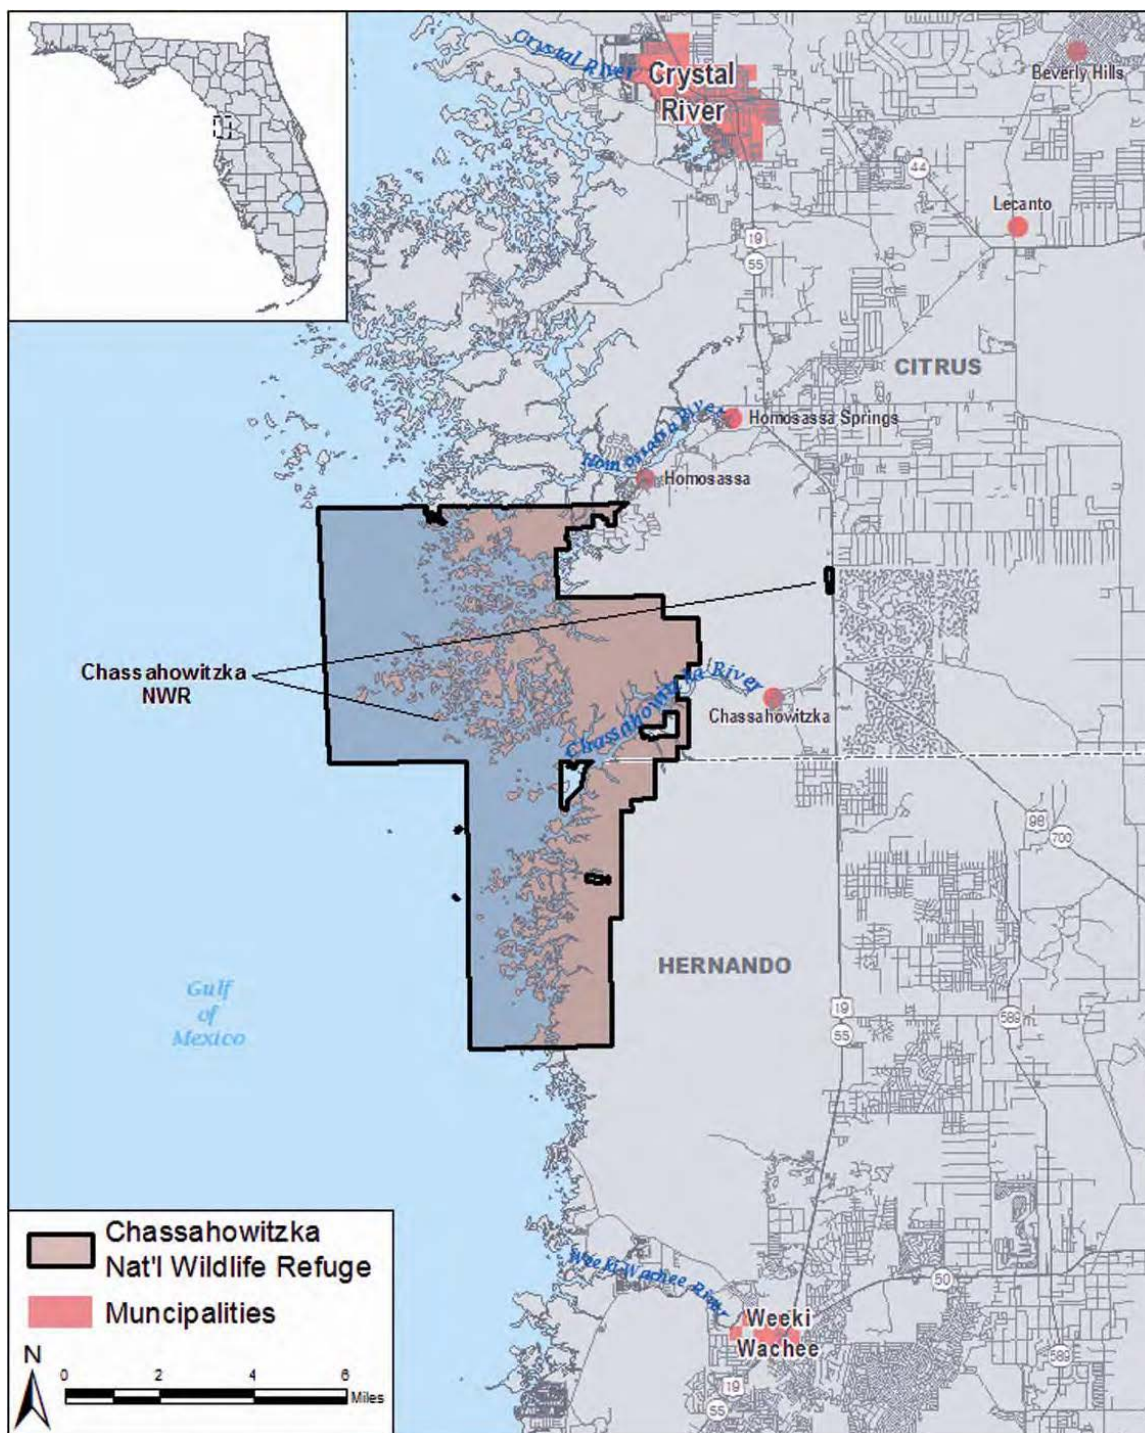 Crystal River
Crystal
River
Beverly Hills
44
Lecanto
19
55
CITRUS
Homosassa River
Homosassa Springs
Homosassa
Chassahowitzka
NWR
Chassahowitzka River
Chassahowitzka
98
700
HERNANDO
Gulf
of
Mexico
19
55
589
Weeki Wachee River
50
Weeki
Wachee
589
19
55
Chassahowitzka
Nat'l Wildlife Refuge
Muncipalities
N
0 2 4 6
Miles